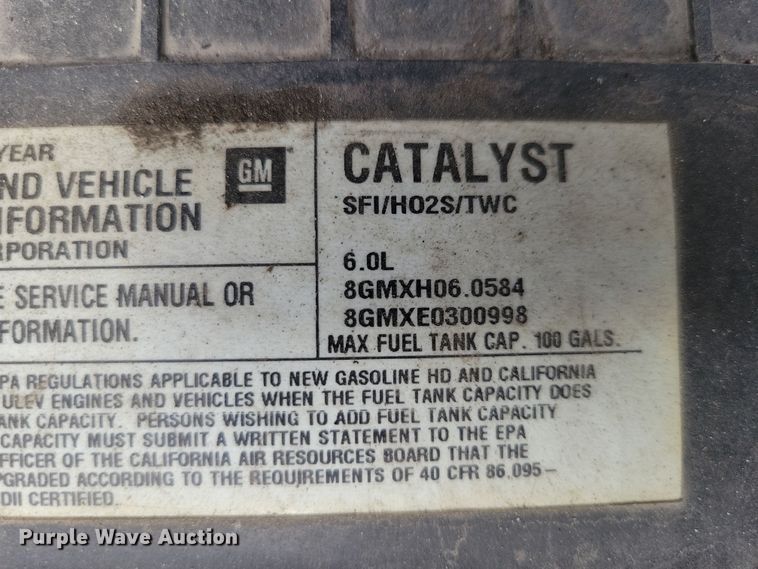 YEAR
ND VEHICLE
NFORMATION
RPORATION
GM
E SERVICE MANUAL OR
FORMATION.
CATALYST
SFI/HO2S/TWC
6.0L
8GMXH06.0584
8GMXE0300998
MAX FUEL TANK CAP. 100 GALS.
PA REGULATIONS APPLICABLE TO NEW GASOLINE HD AND CALIFORNIA
ULEV ENGINES AND VEHICLES WHEN THE FUEL TANK CAPACITY DOES
ANK CAPACITY. PERSONS WISHING TO ADD FUEL TANK CAPACITY
CAPACITY MUST SUBMIT A WRITTEN STATEMENT TO THE EPA
FFICER OF THE CALIFORNIA AIR RESOURCES BOARD THAT THE
PGRADED ACCORDING TO THE REQUIREMENTS OF 40 CFR 86.095–
DII CERTIFIED.
Purple Wave Auction